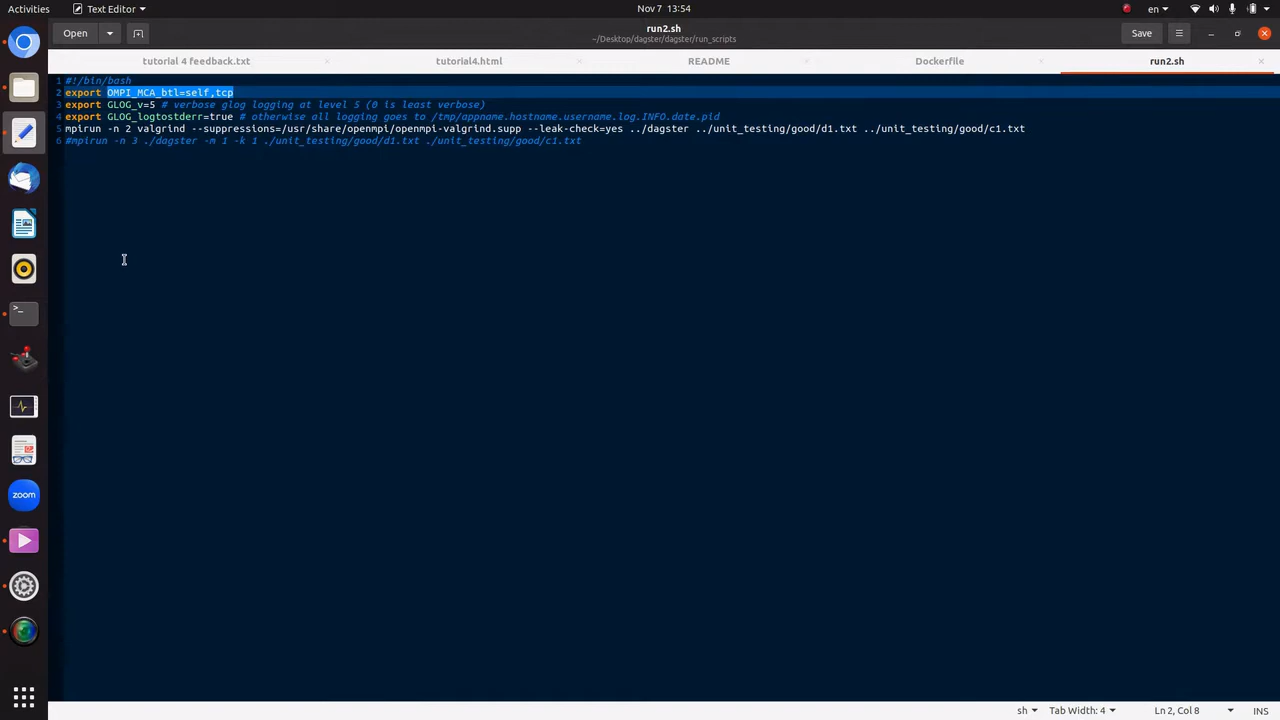 Activities
Text Editor
Nov 7 13:54
en
Open
run2.sh
~/Desktop/dagster/dagster/run_scripts
Save
tutorial 4 feedback.txt
tutorial4.html
README
Dockerfile
run2.sh
1 #!/bin/bash
2 export OMPI_MCA_btl=self,tcp
3 export GLOG_v=5 # verbose glog logging at level 5 (0 is least verbose)
4 export GLOG_logtostderr=true # otherwise all logging goes to /tmp/appname.hostname.username.log.INFO.date.pid
5 mpirun -n 2 valgrind --suppressions=/usr/share/openmpi/openmpi-valgrind.supp --leak-check=yes ../dagster ../unit_testing/good/d1.txt ../unit_testing/good/c1.txt
6 #mpirun -n 3 ./dagster -m 1 -k 1 ./unit_testing/good/d1.txt ./unit_testing/good/c1.txt
zoom
sh
Tab Width: 4
Ln 2, Col 8
INS